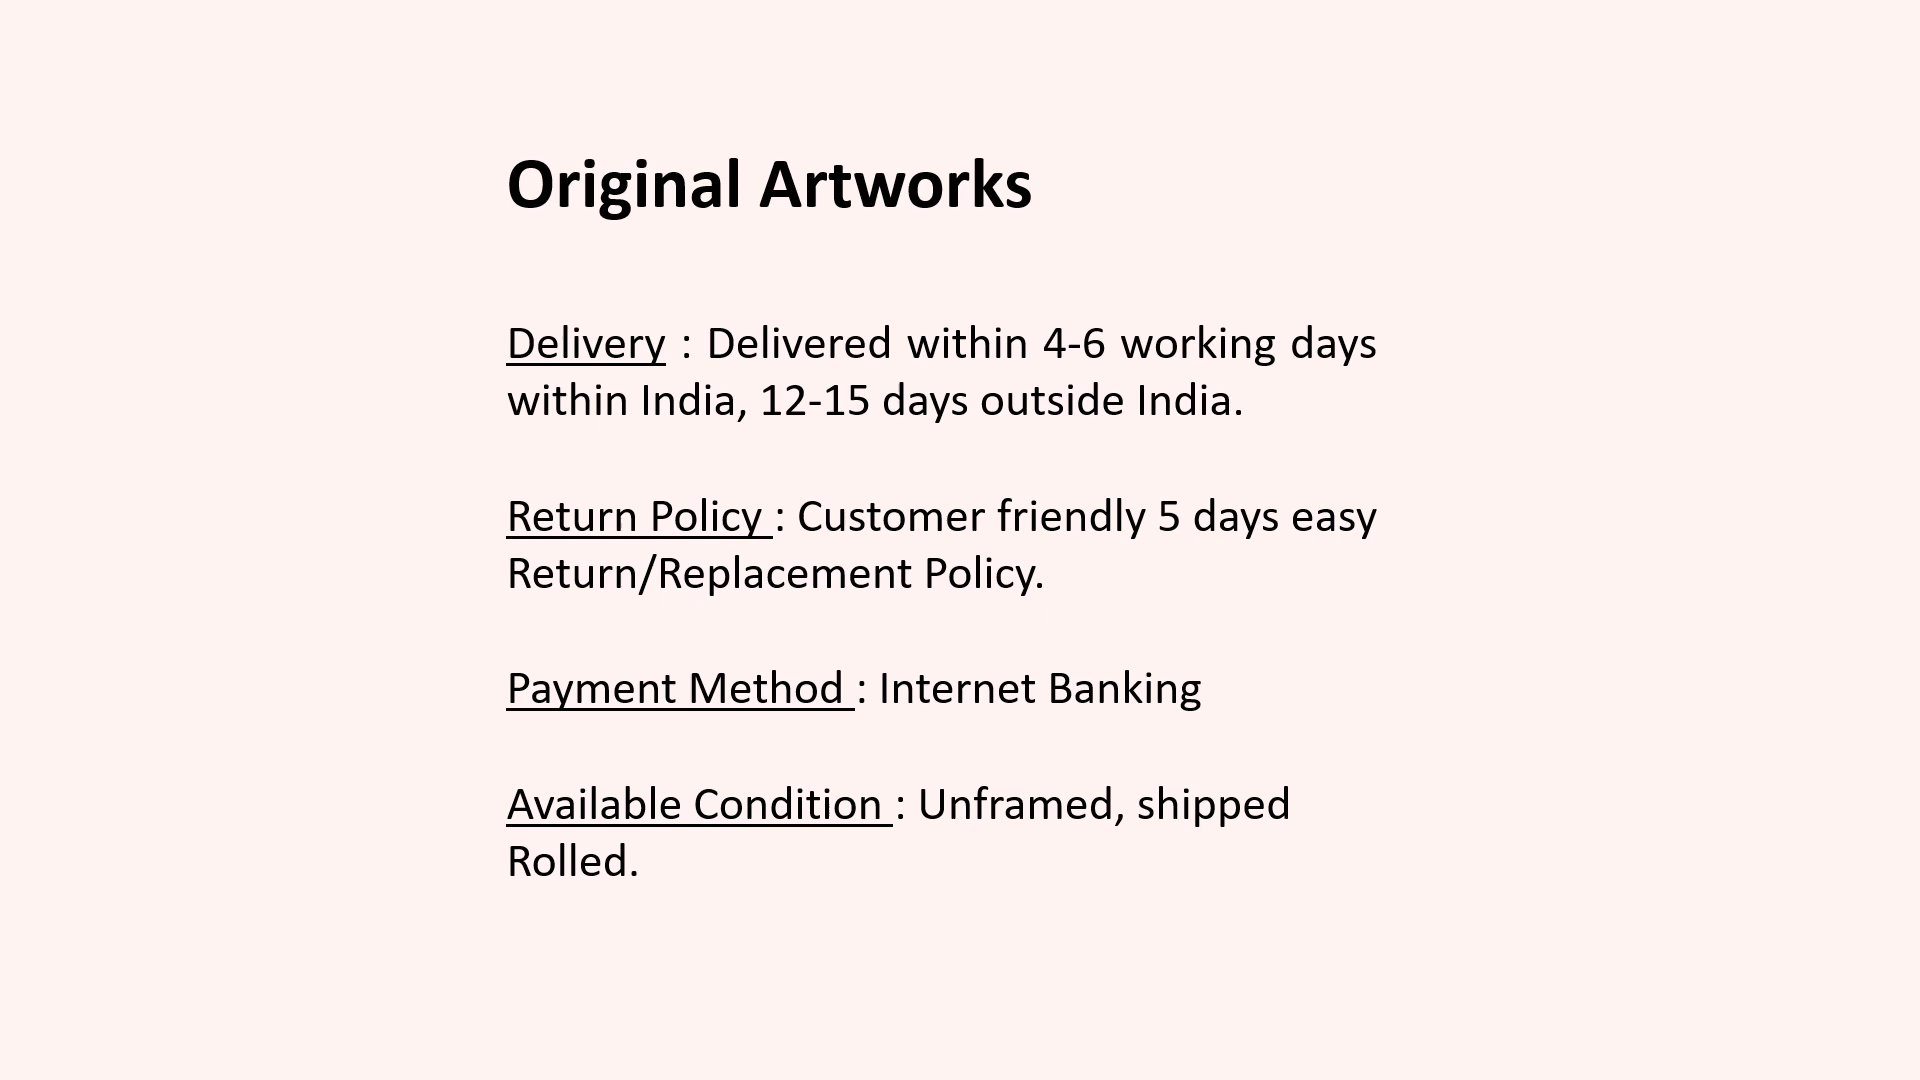 Original Artworks
Delivery : Delivered within 4-6 working days
within India, 12-15 days outside India.
Return Policy : Customer friendly 5 days easy
Return/Replacement Policy.
Payment Method : Internet Banking
Available Condition : Unframed, shipped
Rolled.